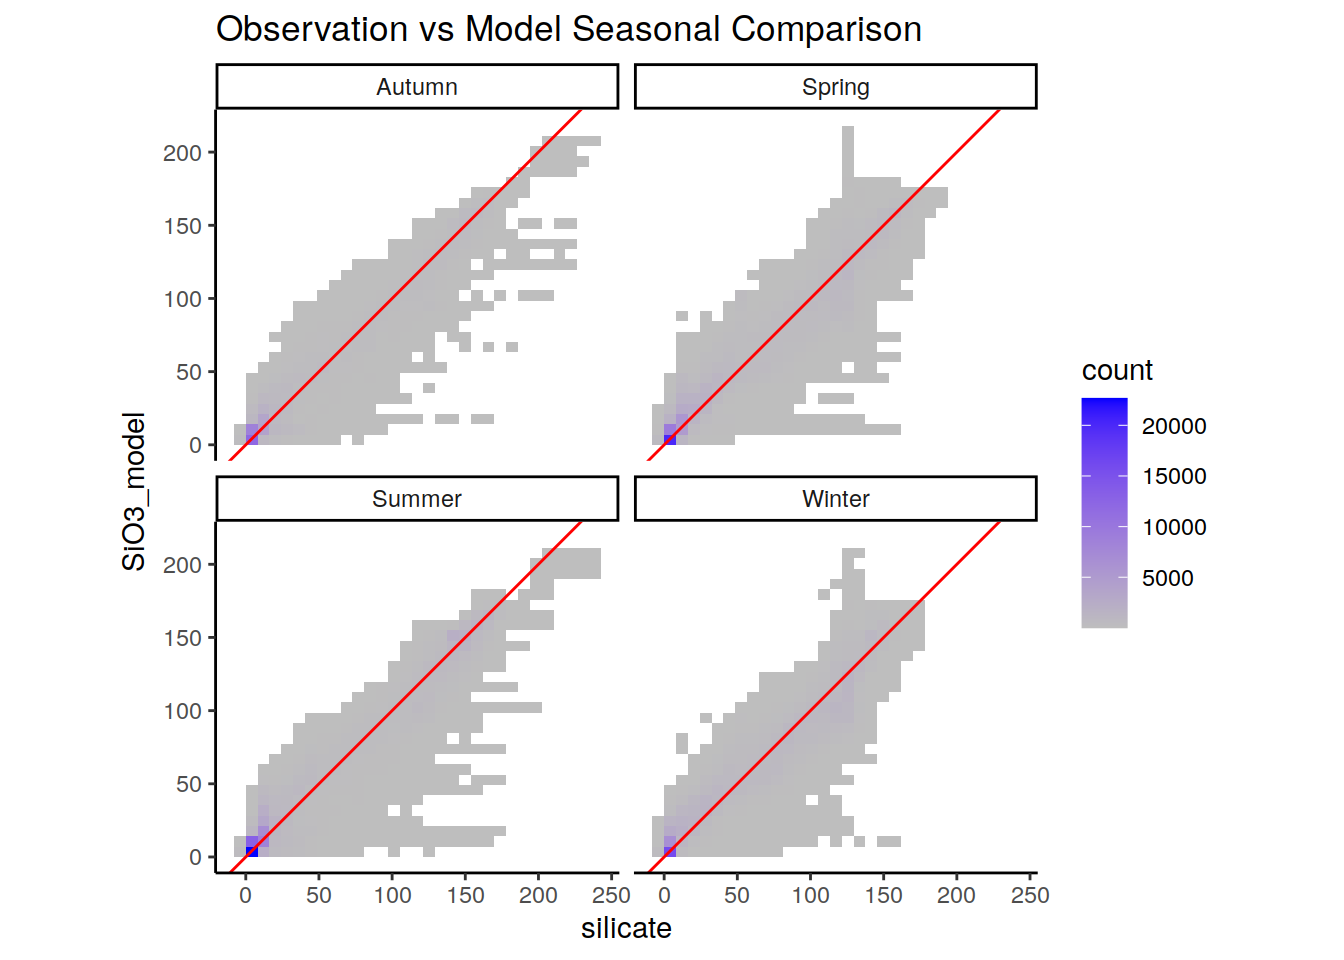 Observation vs Model Seasonal Comparison
Autumn
Spring
200
150
100
50
0
Summer
Winter
200
150
100
50
0
0 50 100 150 200 250
0 50 100 150 200 250
silicate
SiO3_model
count
20000
15000
10000
5000